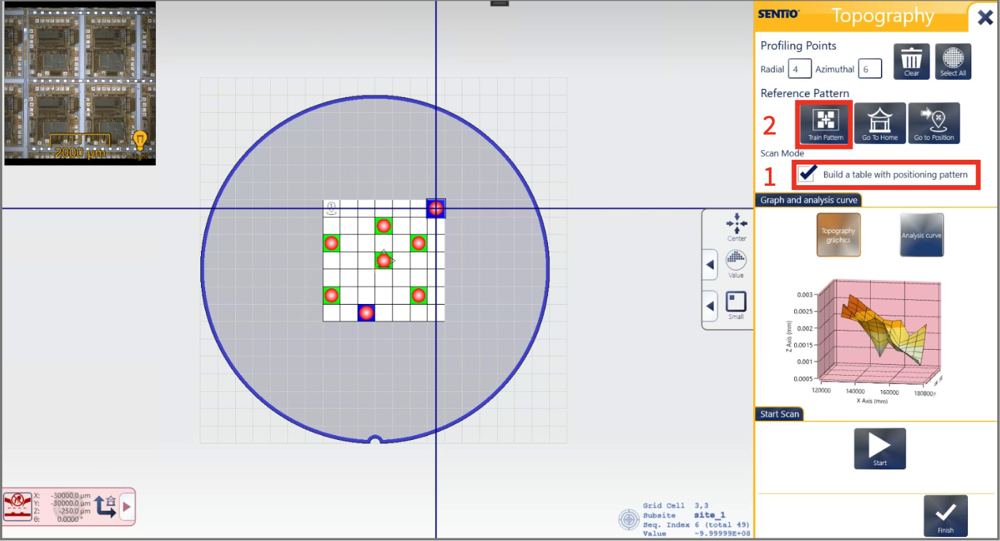 SENTIO®
Topography
Profiling Points
Radial 4 Azimuthal 6
Clear
Select All
Reference Pattern
2
Train Pattern
Go To Home
Go to Position
Scan Mode
1
Build a table with positioning pattern
Graph and analysis curve
Topography graphics
Analysis curve
0.003
0.0025
0.002
0.0015
0.001
0.0005
Z Axis (mm)
120000
140000
160000
180000
X Axis (mm)
Start Scan
Start
Finish
2000 µm
Light
1
Center
Value
Small
X: -30000.0 µm
Y: -30000.0 µm
Z: -250.0 µm
θ: 0.0000 °
Grid Cell 3,3
Subsite site_1
Seq. Index 6 (total 49)
Value -9.99999E+08